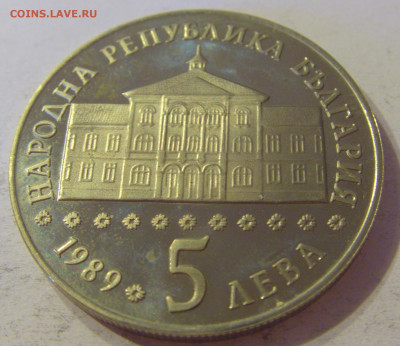 COINS.LAVE.RU
НАРОДНА РЕПУБЛИКА БЪЛГАРИЯ
1989
5
ЛЕВА